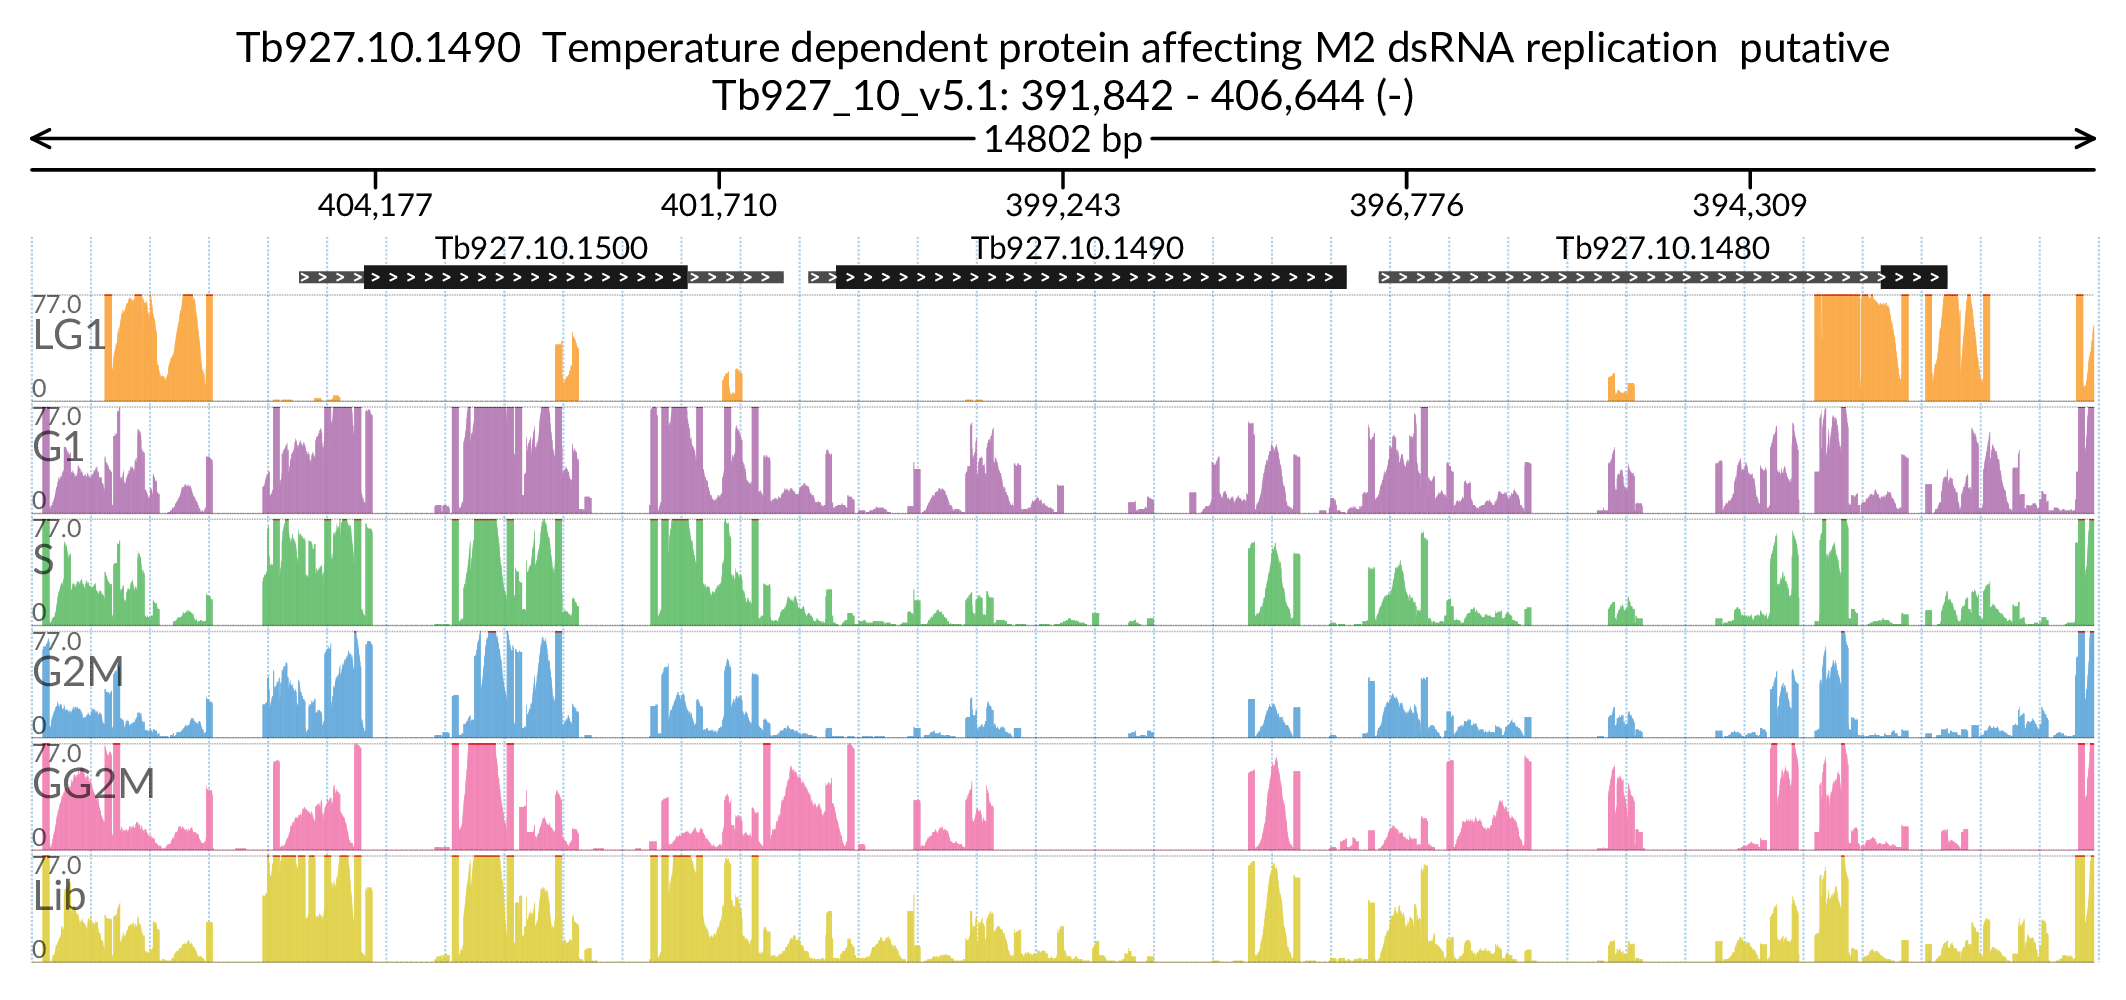 Tb927.10.1490  Temperature dependent protein affecting M2 dsRNA replication  putative
Tb927_10_v5.1: 391,842 - 406,644 (-)
14802 bp
404,177 401,710 399,243 396,776 394,309
Tb927.10.1500 Tb927.10.1490 Tb927.10.1480
77.0
LG1
0
77.0
G1
0
77.0
S
0
77.0
G2M
0
77.0
GG2M
0
77.0
Lib
0